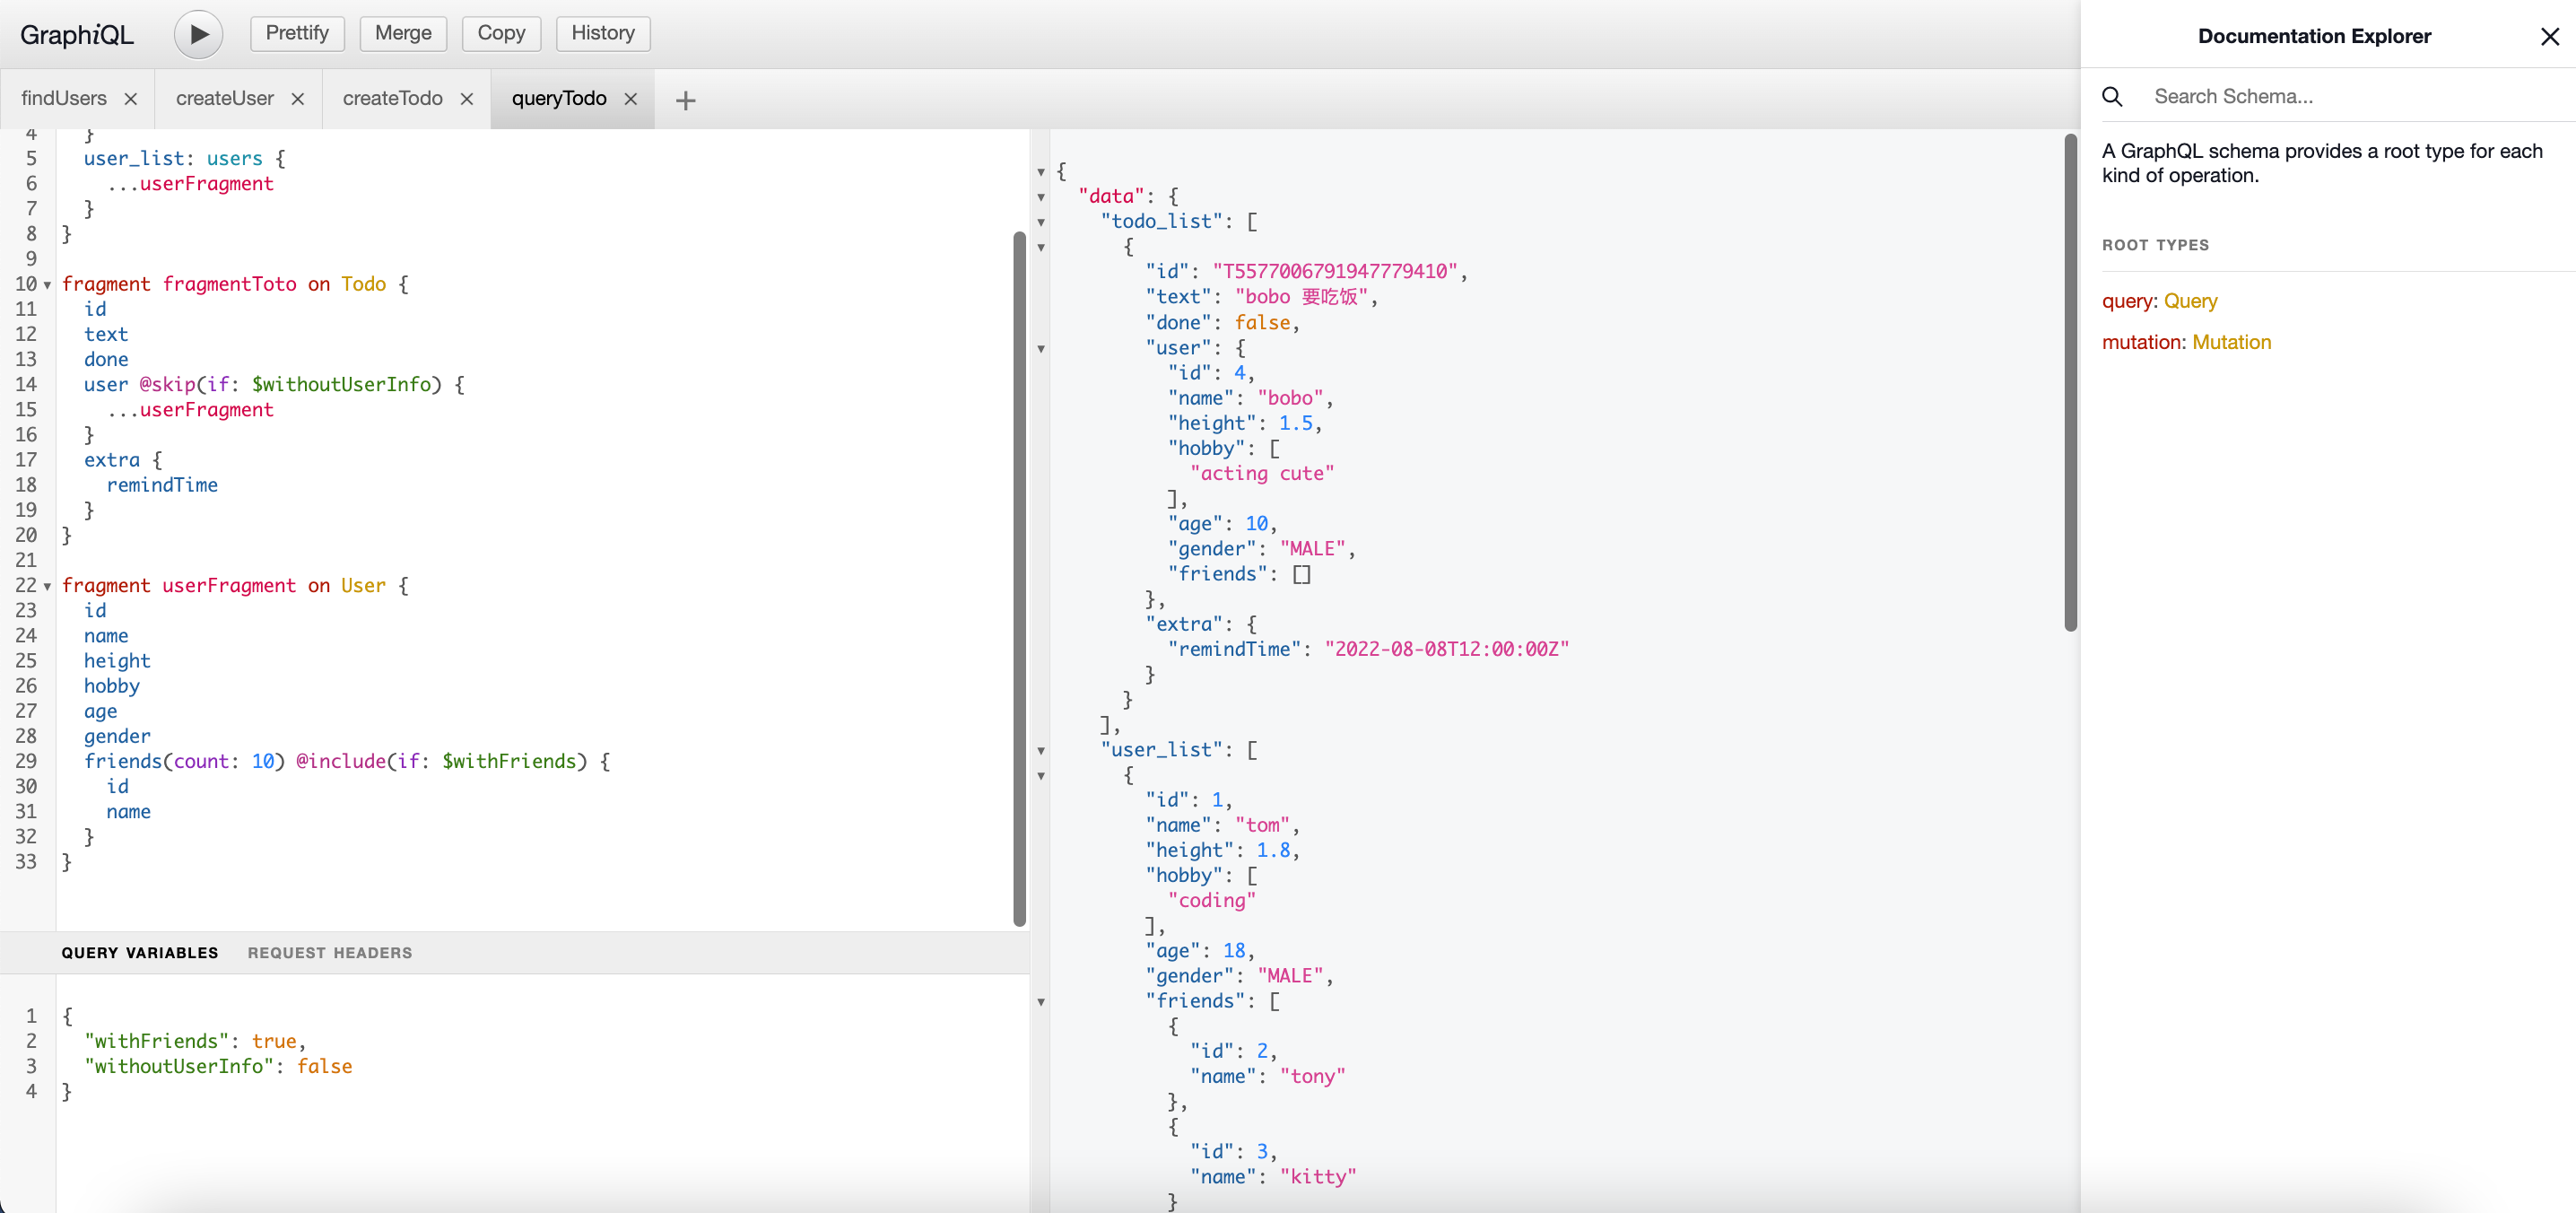 GraphiQL
Prettify
Merge
Copy
History
findUsers ×
createUser ×
createTodo ×
queryTodo ×
+
4   }
5   user_list: users {
6     ...userFragment
7   }
8 }
9
10 fragment fragmentToto on Todo {
11   id
12   text
13   done
14   user @skip(if: $withoutUserInfo) {
15     ...userFragment
16   }
17   extra {
18     remindTime
19   }
20 }
21
22 fragment userFragment on User {
23   id
24   name
25   height
26   hobby
27   age
28   gender
29   friends(count: 10) @include(if: $withFriends) {
30     id
31     name
32   }
33 }
QUERY VARIABLES
REQUEST HEADERS
1 {
2   "withFriends": true,
3   "withoutUserInfo": false
4 }
{
  "data": {
    "todo_list": [
      {
        "id": "T5577006791947779410",
        "text": "bobo 要吃饭",
        "done": false,
        "user": {
          "id": 4,
          "name": "bobo",
          "height": 1.5,
          "hobby": [
            "acting cute"
          ],
          "age": 10,
          "gender": "MALE",
          "friends": []
        },
        "extra": {
          "remindTime": "2022-08-08T12:00:00Z"
        }
      }
    ],
    "user_list": [
      {
        "id": 1,
        "name": "tom",
        "height": 1.8,
        "hobby": [
          "coding"
        ],
        "age": 18,
        "gender": "MALE",
        "friends": [
          {
            "id": 2,
            "name": "tony"
          },
          {
            "id": 3,
            "name": "kitty"
          }
Documentation Explorer
Search Schema...
A GraphQL schema provides a root type for each
kind of operation.
ROOT TYPES
query: Query
mutation: Mutation